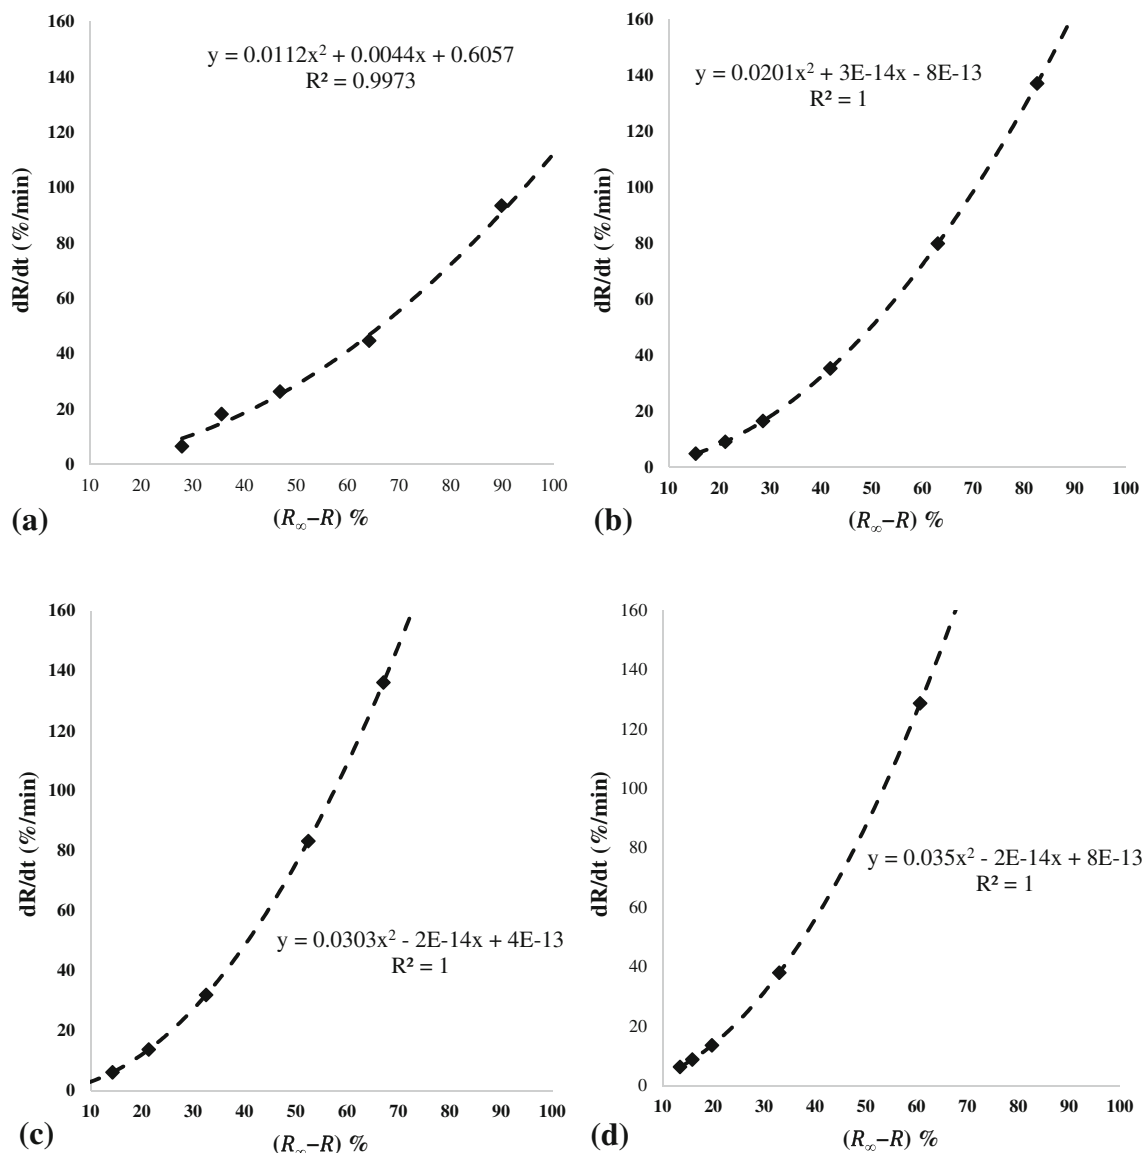 160
140
120
100
80
60
40
20
0
dR/dt (%/min)
y = 0.0112x² + 0.0044x + 0.6057
R² = 0.9973
10 20 30 40 50 60 70 80 90 100
(a)
(R∞−R) %
160
140
120
100
80
60
40
20
0
dR/dt (%/min)
y = 0.0201x² + 3E-14x - 8E-13
R² = 1
10 20 30 40 50 60 70 80 90 100
(b)
(R∞−R) %
160
140
120
100
80
60
40
20
0
dR/dt (%/min)
y = 0.0303x² - 2E-14x + 4E-13
R² = 1
10 20 30 40 50 60 70 80 90 100
(c)
(R∞−R) %
160
140
120
100
80
60
40
20
0
dR/dt (%/min)
y = 0.035x² - 2E-14x + 8E-13
R² = 1
10 20 30 40 50 60 70 80 90 100
(d)
(R∞−R) %